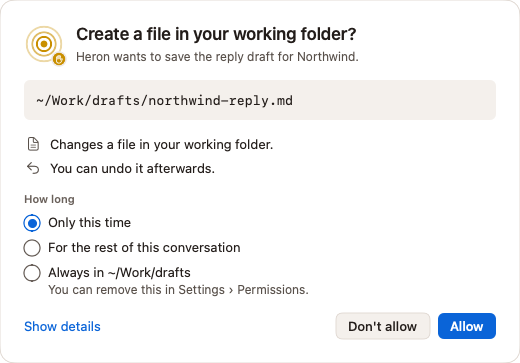 Create a file in your working folder?
Heron wants to save the reply draft for Northwind.
~/Work/drafts/northwind-reply.md
Changes a file in your working folder.
You can undo it afterwards.
How long
Only this time
For the rest of this conversation
Always in ~/Work/drafts
You can remove this in Settings › Permissions.
Show details
Don't allow
Allow